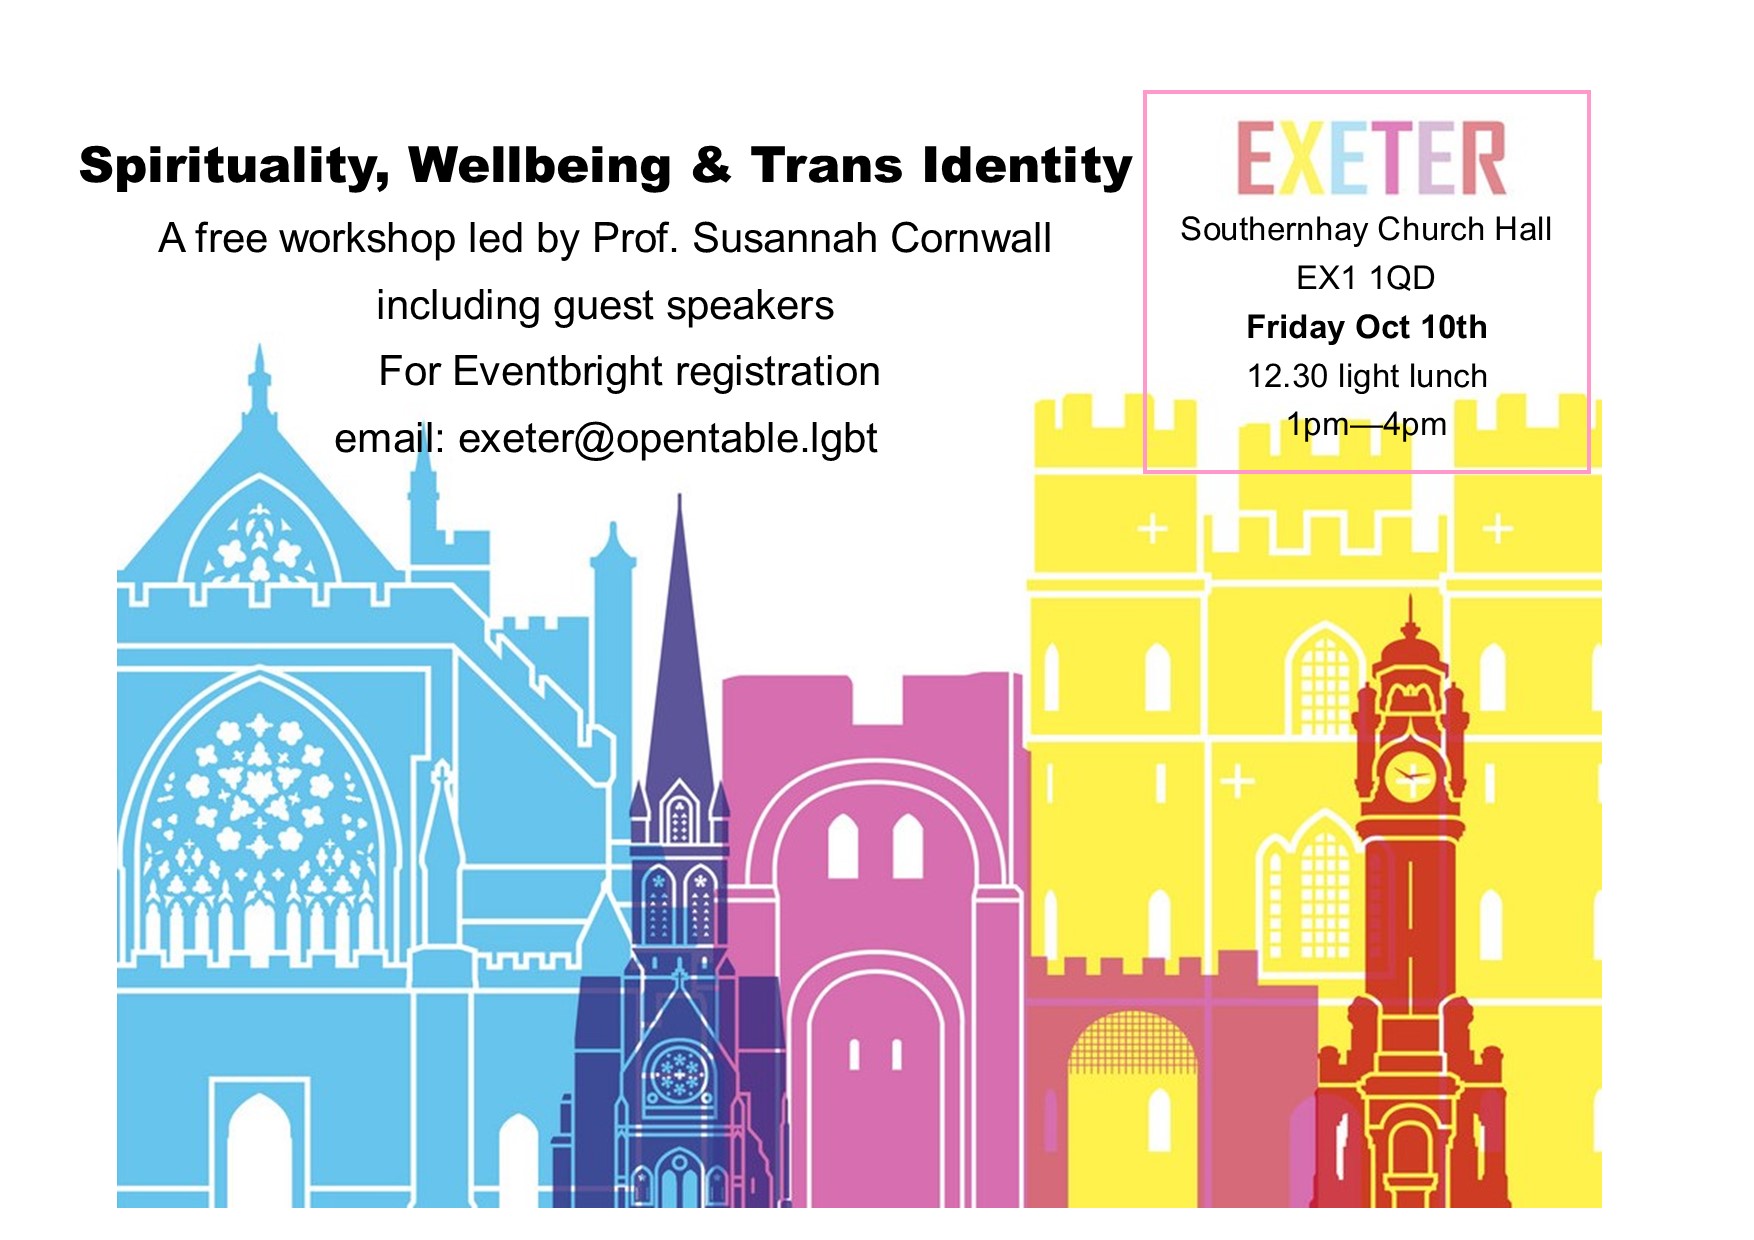 Spirituality, Wellbeing & Trans Identity
A free workshop led by Prof. Susannah Cornwall
including guest speakers
For Eventbright registration
email: exeter@opentable.lgbt
EXETER
Southernhay Church Hall
EX1 1QD
Friday Oct 10th
12.30 light lunch
1pm—4pm